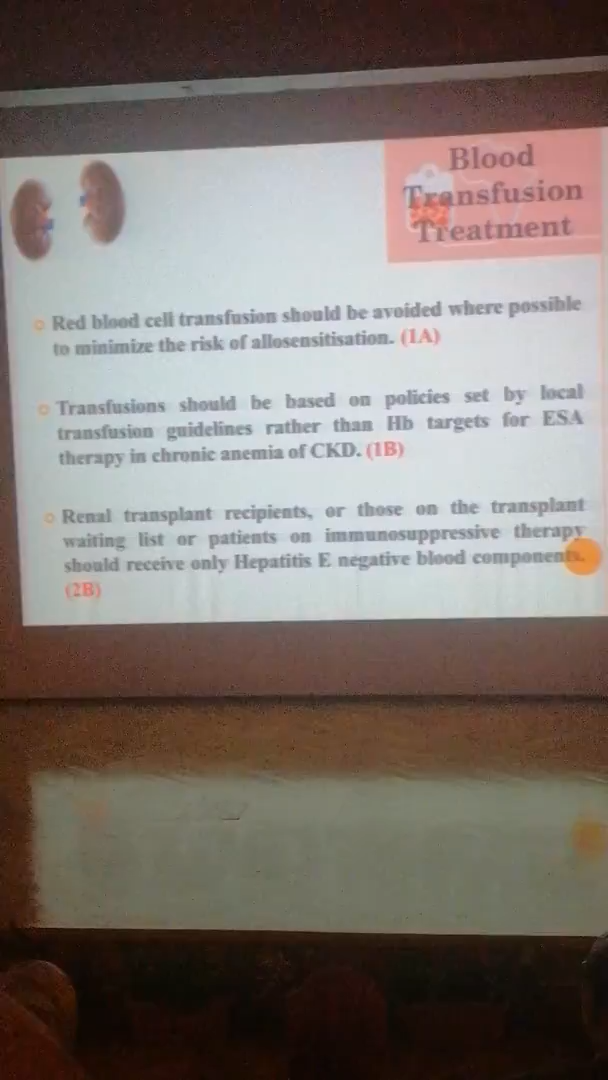 Blood
Transfusion
Treatment
Red blood cell transfusion should be avoided where possible
to minimize the risk of allosensitisation. (1A)
Transfusions should be based on policies set by local
transfusion guidelines rather than Hb targets for ESA
therapy in chronic anemia of CKD. (1B)
Renal transplant recipients, or those on the transplant
waiting list or patients on immunosuppressive therapy
should receive only Hepatitis E negative blood components.
(2B)